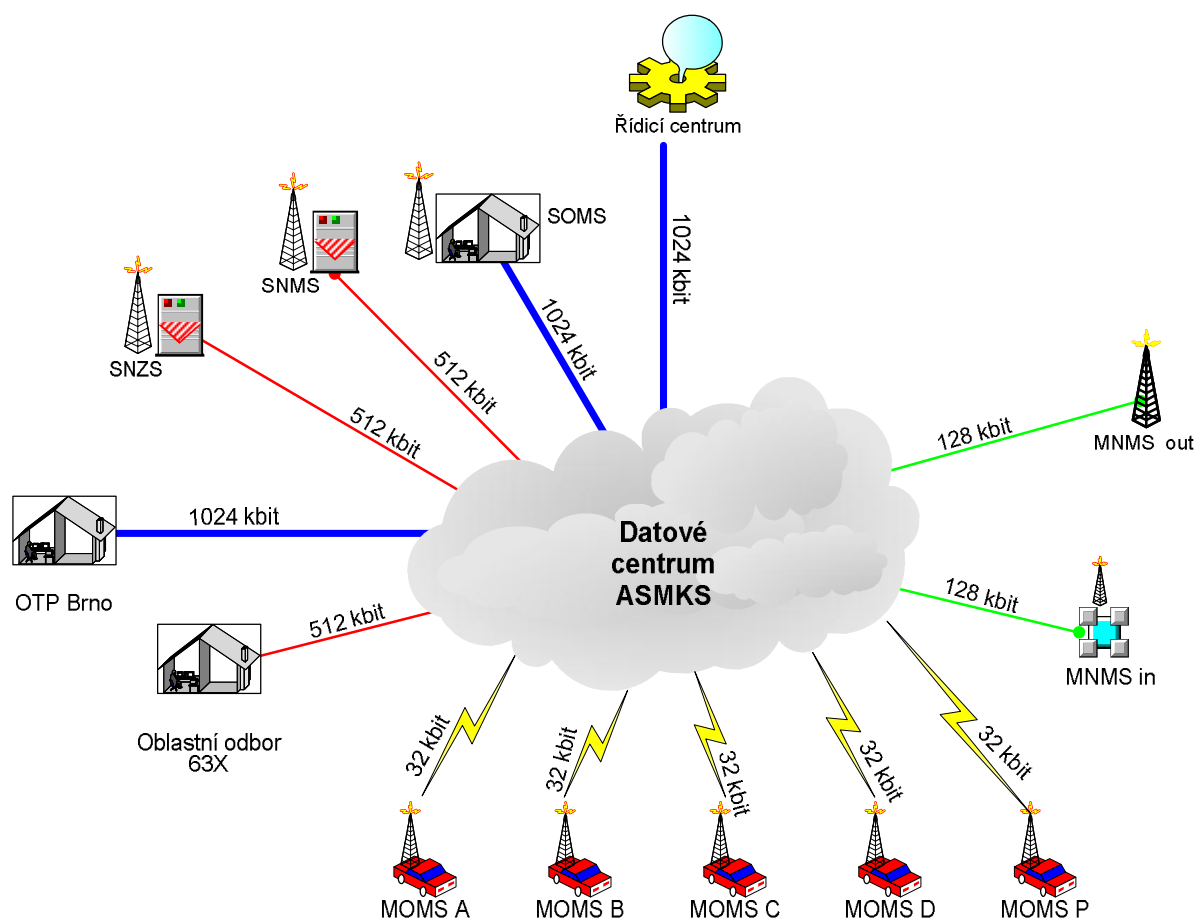 Řídicí centrum
1024 kbit
SOMS
1024 kbit
SNMS
512 kbit
SNZS
512 kbit
128 kbit
MNMS out
1024 kbit
OTP Brno
Datové
centrum
ASMKS
128 kbit
MNMS in
512 kbit
Oblastní odbor
63X
32 kbit
32 kbit
32 kbit
32 kbit
32 kbit
MOMS A
MOMS B
MOMS C
MOMS D
MOMS P